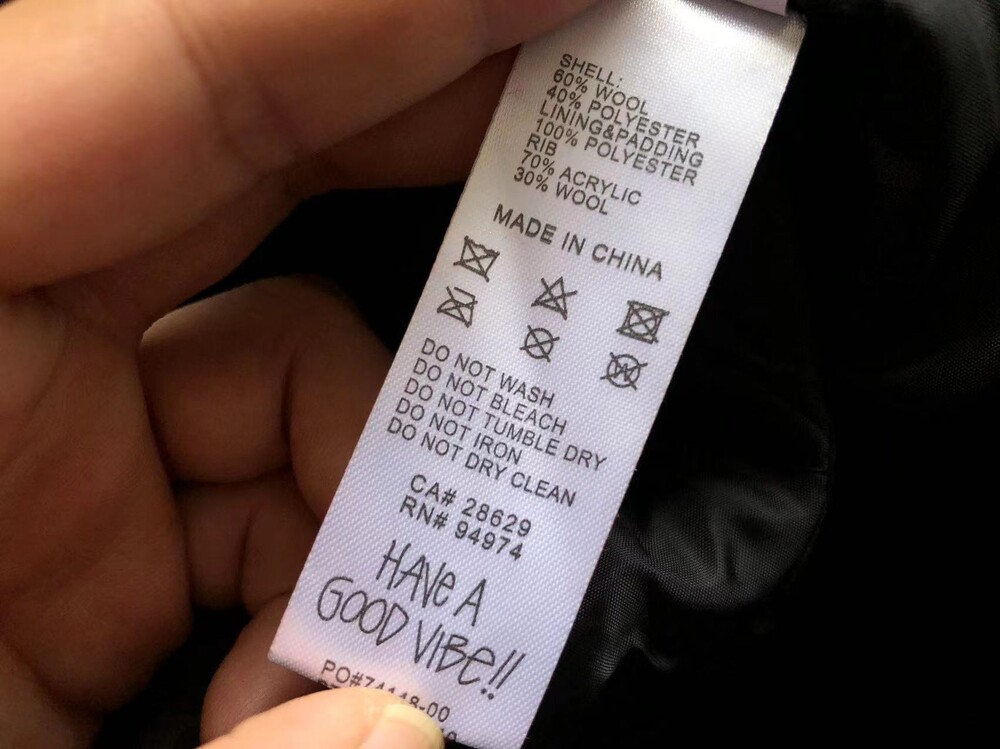 SHELL:
60% WOOL
40% POLYESTER
LINING&PADDING
100% POLYESTER
RIB
70% ACRYLIC
30% WOOL
MADE IN CHINA
DO NOT WASH
DO NOT BLEACH
DO NOT TUMBLE DRY
DO NOT IRON
DO NOT DRY CLEAN
CA# 28629
RN# 94974
HAVe A
GOOD VIBe!!